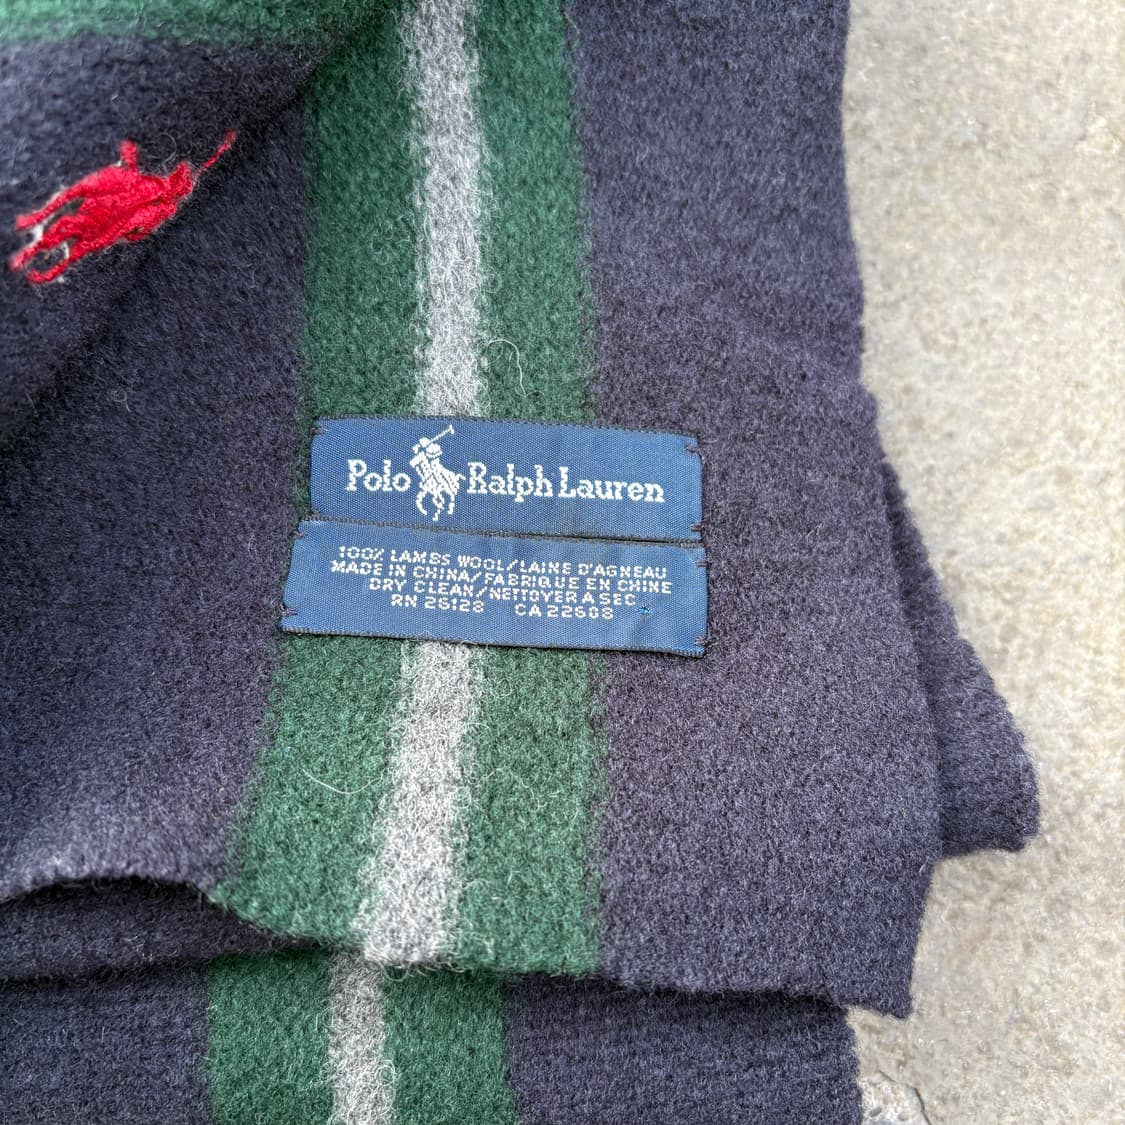 Polo Ralph Lauren
100% LAMBS WOOL/LAINE D'AGNEAU
MADE IN CHINA/FABRIQUE EN CHINE
DRY CLEAN/NETTOYER A SEC
RN 26128 CA 22608